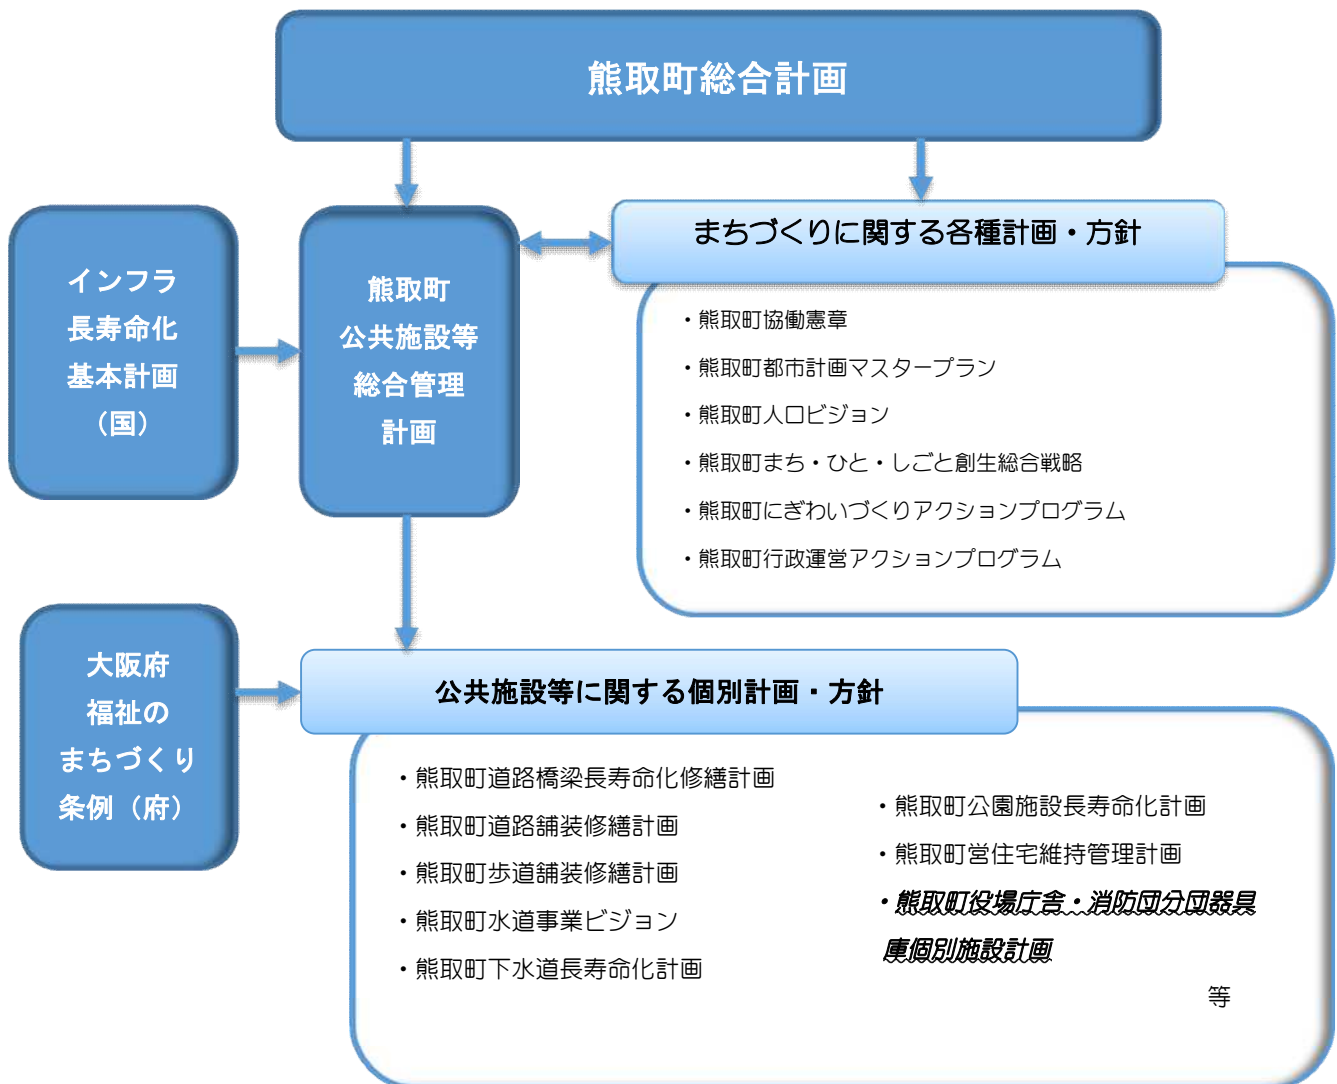 熊取町総合計画
インフラ
長寿命化
基本計画
（国）
熊取町
公共施設等
総合管理
計画
まちづくりに関する各種計画・方針
・熊取町協働憲章
・熊取町都市計画マスタープラン
・熊取町人口ビジョン
・熊取町まち・ひと・しごと創生総合戦略
・熊取町にぎわいづくりアクションプログラム
・熊取町行政運営アクションプログラム
大阪府
福祉の
まちづくり
条例（府）
公共施設等に関する個別計画・方針
・熊取町道路橋梁長寿命化修繕計画
・熊取町道路舗装修繕計画
・熊取町歩道舗装修繕計画
・熊取町水道事業ビジョン
・熊取町下水道長寿命化計画
・熊取町公園施設長寿命化計画
・熊取町営住宅維持管理計画
・熊取町役場庁舎・消防団分団器具
庫個別施設計画
等